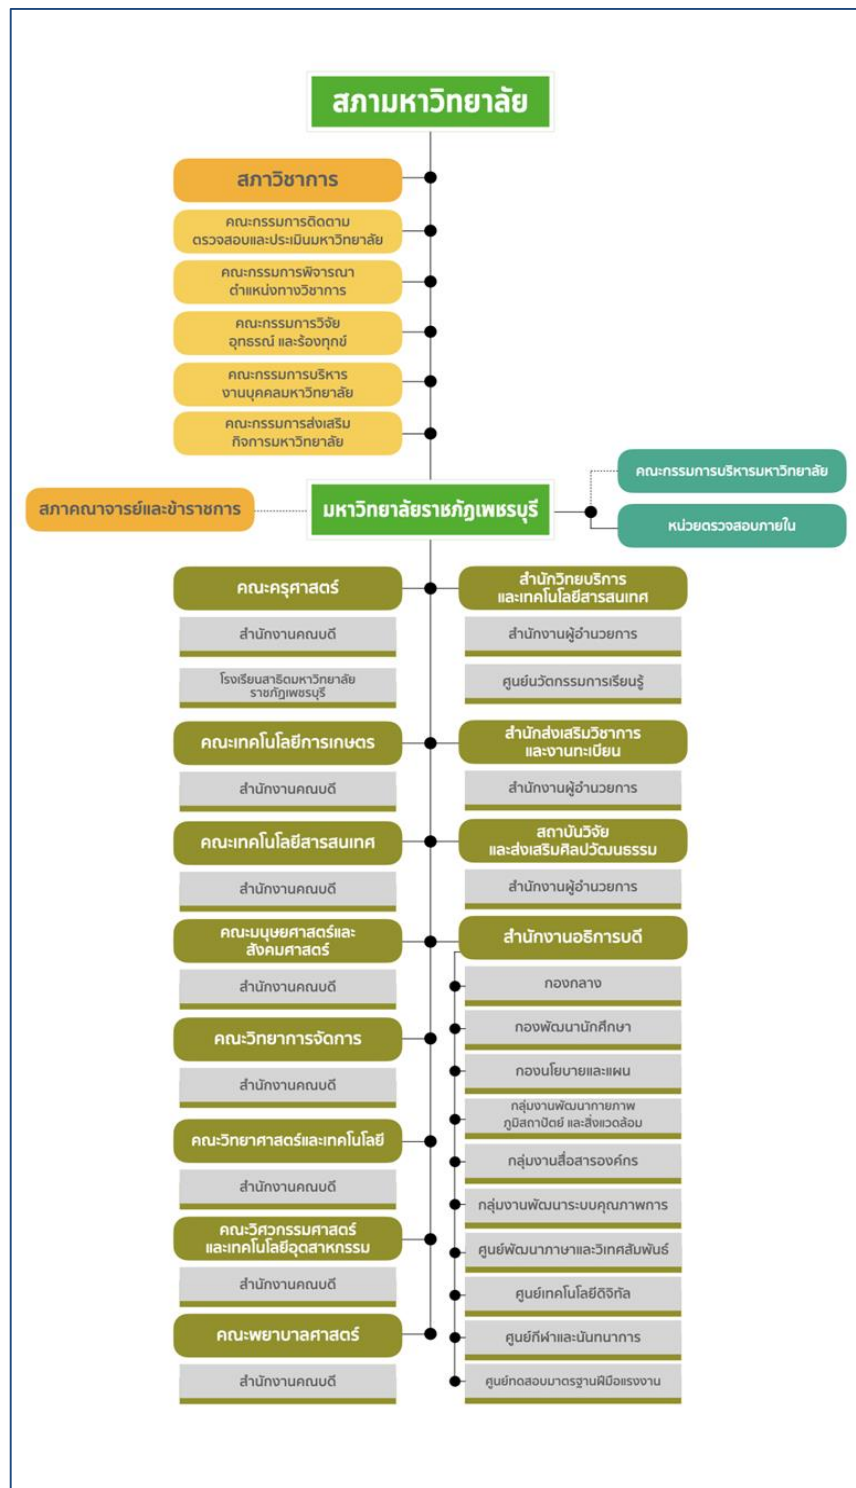 สภามหาวิทยาลัย
สภาวิชาการ
คณะกรรมการติดตาม
ตรวจสอบและประเมินมหาวิทยาลัย
คณะกรรมการพิจารณา
ตำแหน่งทางวิชาการ
คณะกรรมการวิจัย
อุทธรณ์ และร้องทุกข์
คณะกรรมการบริหาร
งานบุคคลมหาวิทยาลัย
คณะกรรมการส่งเสริม
กิจการมหาวิทยาลัย
คณะกรรมการบริหารมหาวิทยาลัย
สภาคณาจารย์และข้าราชการ
มหาวิทยาลัยราชภัฏเพชรบุรี
หน่วยตรวจสอบภายใน
คณะครุศาสตร์
สำนักงานคณบดี
โรงเรียนสาธิตมหาวิทยาลัย
ราชภัฏเพชรบุรี
คณะเทคโนโลยีการเกษตร
สำนักงานคณบดี
คณะเทคโนโลยีสารสนเทศ
สำนักงานคณบดี
คณะมนุษยศาสตร์และ
สังคมศาสตร์
สำนักงานคณบดี
คณะวิทยาการจัดการ
สำนักงานคณบดี
คณะวิทยาศาสตร์และเทคโนโลยี
สำนักงานคณบดี
คณะวิศวกรรมศาสตร์
และเทคโนโลยีอุตสาหกรรม
สำนักงานคณบดี
คณะพยาบาลศาสตร์
สำนักงานคณบดี
สำนักวิทยบริการ
และเทคโนโลยีสารสนเทศ
สำนักงานผู้อำนวยการ
ศูนย์นวัตกรรมการเรียนรู้
สำนักส่งเสริมวิชาการ
และงานทะเบียน
สำนักงานผู้อำนวยการ
สถาบันวิจัย
และส่งเสริมศิลปวัฒนธรรม
สำนักงานผู้อำนวยการ
สำนักงานอธิการบดี
กองกลาง
กองพัฒนานักศึกษา
กองนโยบายและแผน
กลุ่มงานพัฒนากายภาพ
ภูมิสถาปัตย์ และสิ่งแวดล้อม
กลุ่มงานสื่อสารองค์กร
กลุ่มงานพัฒนาระบบคุณภาพการ
ศูนย์พัฒนาภาษาและวิเทศสัมพันธ์
ศูนย์เทคโนโลยีดิจิทัล
ศูนย์กีฬาและนันทนาการ
ศูนย์ทดสอบมาตรฐานฝีมือแรงงาน